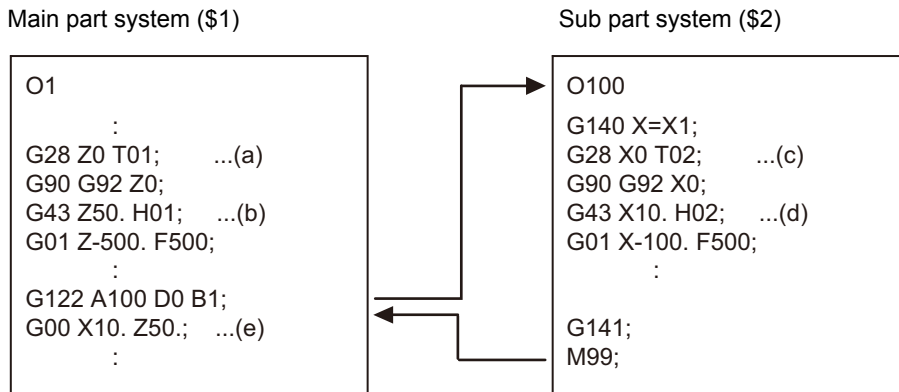 Main part system ($1)
O1
:
G28 Z0 T01; ...(a)
G90 G92 Z0;
G43 Z50. H01; ...(b)
G01 Z-500. F500;
:
G122 A100 D0 B1;
G00 X10. Z50.; ...(e)
:
Sub part system ($2)
O100
G140 X=X1;
G28 X0 T02; ...(c)
G90 G92 X0;
G43 X10. H02; ...(d)
G01 X-100. F500;
:
G141;
M99;